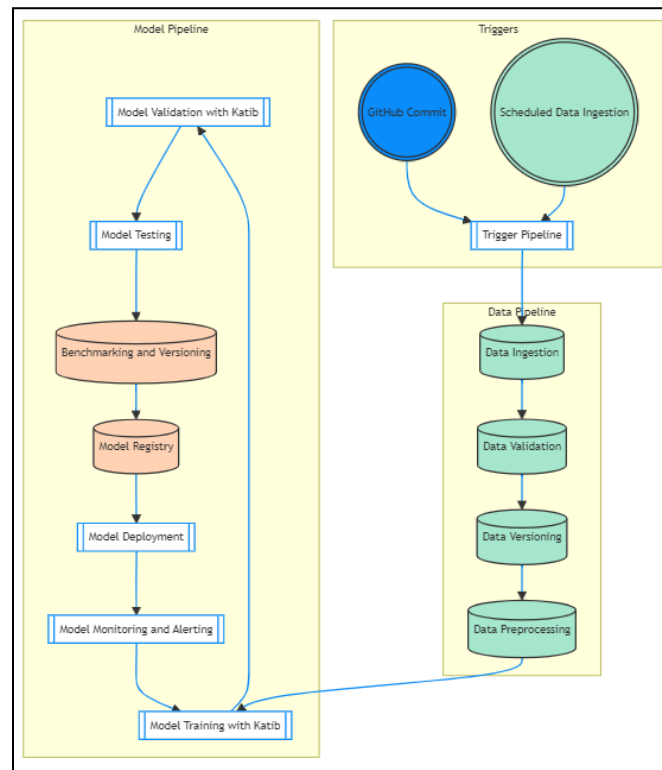 Model Pipeline
Triggers
Model Validation with Katib
GitHub Commit
Scheduled Data Ingestion
Model Testing
Trigger Pipeline
Data Pipeline
Benchmarking and Versioning
Data Ingestion
Model Registry
Data Validation
Model Deployment
Data Versioning
Model Monitoring and Alerting
Data Preprocessing
Model Training with Katib